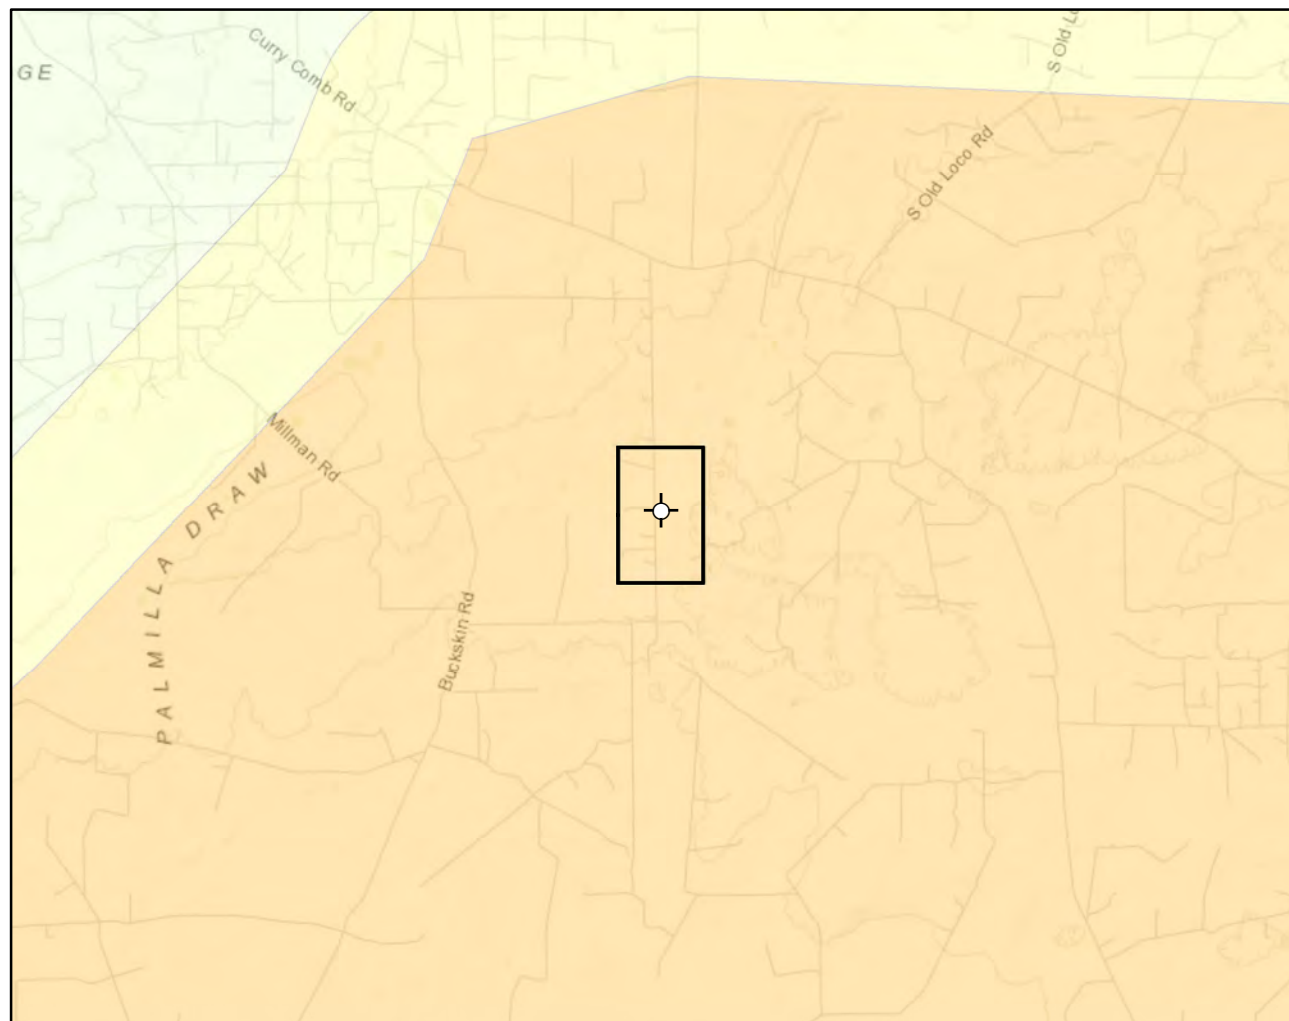 GE
Curry Comb Rd
S Old Lo
S Old Loco Rd
Millman Rd
PALMILLA DRAW
Buckskin Rd